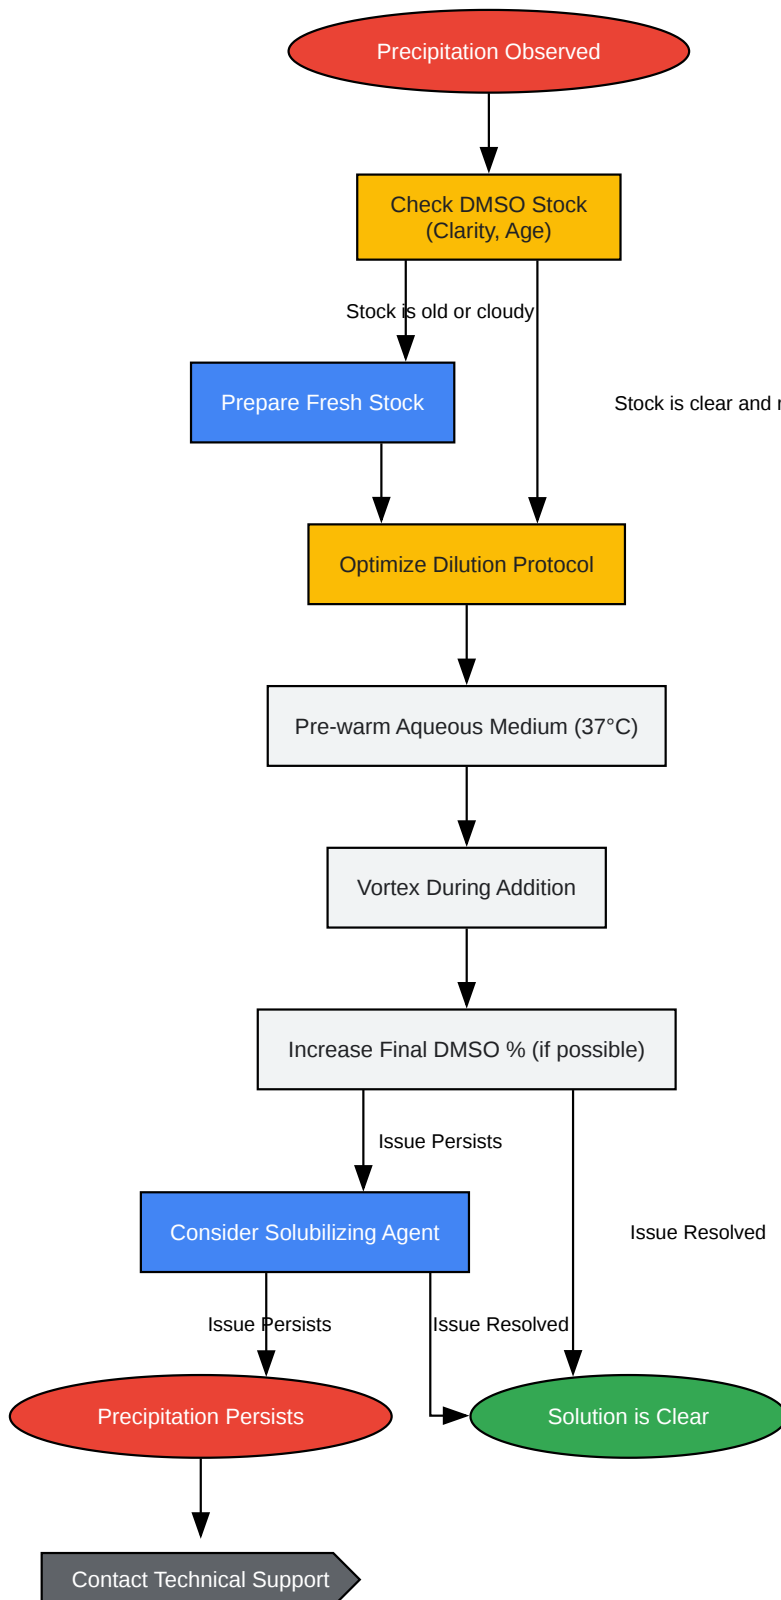 Precipitation Observed
Check DMSO Stock
(Clarity, Age)
Stock is old or cloudy
Prepare Fresh Stock
Stock is clear and
Optimize Dilution Protocol
Pre-warm Aqueous Medium (37°C)
Vortex During Addition
Increase Final DMSO % (if possible)
Issue Persists
Consider Solubilizing Agent
Issue Resolved
Issue Persists
Issue Resolved
Precipitation Persists
Solution is Clear
Contact Technical Support